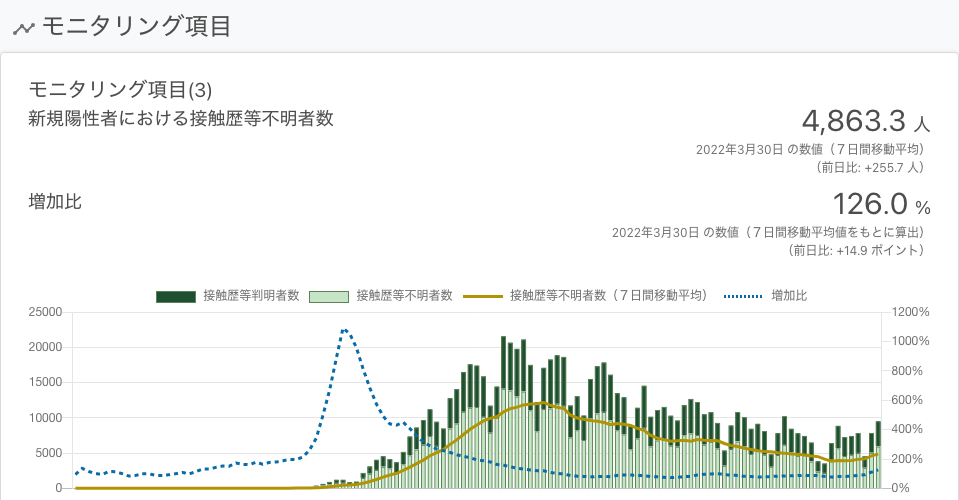 モニタリング項目
モニタリング項目(3)
新規陽性者における接触歴等不明者数
4,863.3 人
2022年3月30日 の数値（７日間移動平均）
（前日比: +255.7 人）
増加比
126.0 %
2022年3月30日 の数値（７日間移動平均値をもとに算出）
（前日比: +14.9 ポイント）
接触歴等判明者数 接触歴等不明者数 接触歴等不明者数（７日間移動平均） 増加比
25000 1200%
20000 1000%
15000 800%
10000 600%
5000 400%
0 200%
0%